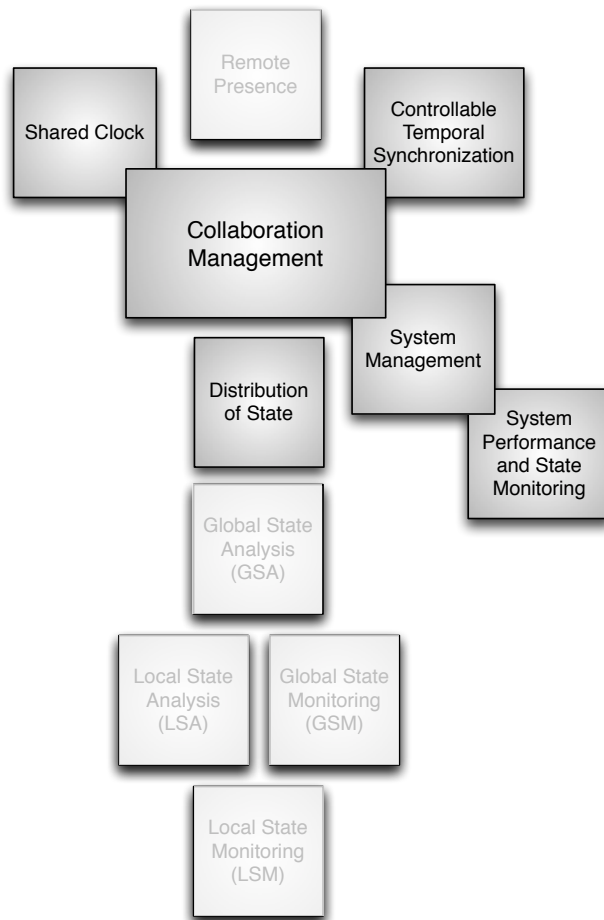 Remote
Presence
Shared Clock
Controllable
Temporal
Synchronization
Collaboration
Management
System
Management
Distribution
of State
System
Performance
and State
Monitoring
Global State
Analysis
(GSA)
Local State
Analysis
(LSA)
Global State
Monitoring
(GSM)
Local State
Monitoring
(LSM)